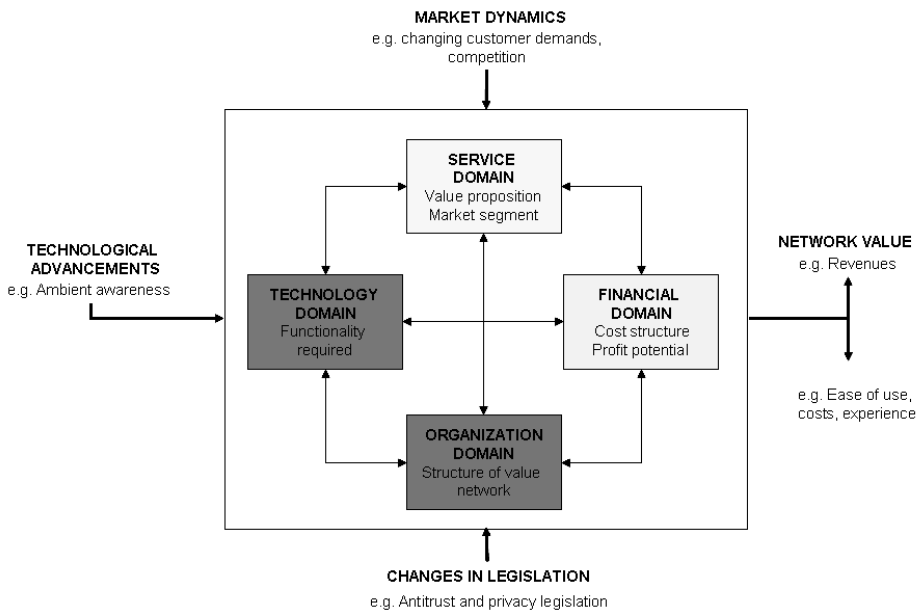 MARKET DYNAMICS
e.g. changing customer demands,
competition
SERVICE
DOMAIN
Value proposition
Market segment
TECHNOLOGICAL
ADVANCEMENTS
e.g. Ambient awareness
TECHNOLOGY
DOMAIN
Functionality
required
FINANCIAL
DOMAIN
Cost structure
Profit potential
NETWORK VALUE
e.g. Revenues
e.g. Ease of use,
costs, experience
ORGANIZATION
DOMAIN
Structure of value
network
CHANGES IN LEGISLATION
e.g. Antitrust and privacy legislation